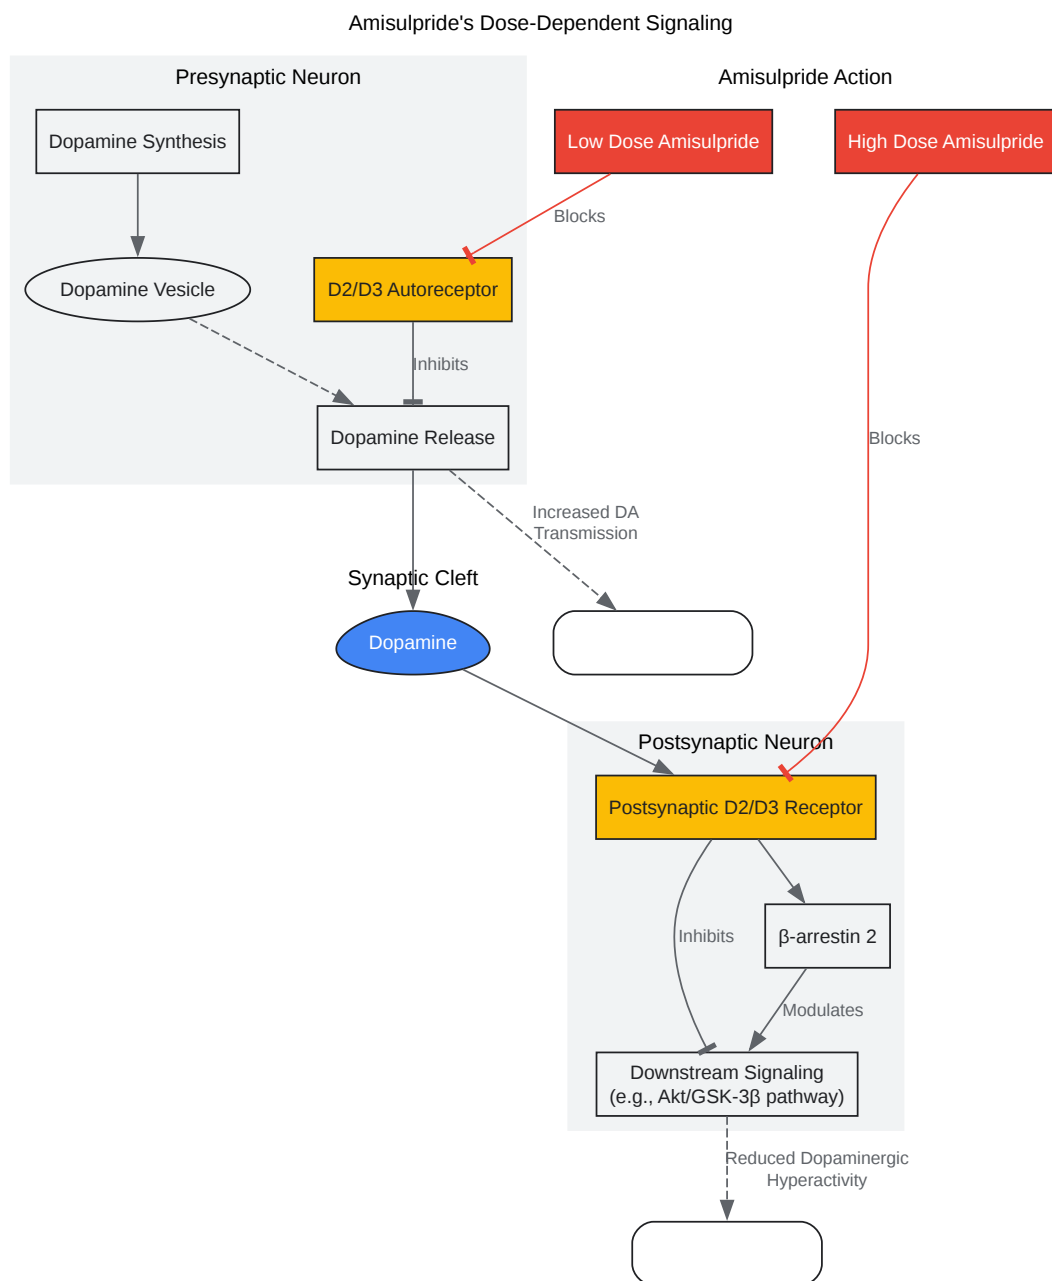 Amisulpride's Dose-Dependent Signaling
Presynaptic Neuron
Amisulpride Action
Dopamine Synthesis
Low Dose Amisulpride
High Dose Amisulpride
Blocks
Dopamine Vesicle
D2/D3 Autoreceptor
Inhibits
Dopamine Release
Blocks
Increased DA
Transmission
Synaptic Cleft
Dopamine
Postsynaptic Neuron
Postsynaptic D2/D3 Receptor
Inhibits
β-arrestin 2
Modulates
Downstream Signaling
(e.g., Akt/GSK-3β pathway)
Reduced Dopaminergic
Hyperactivity